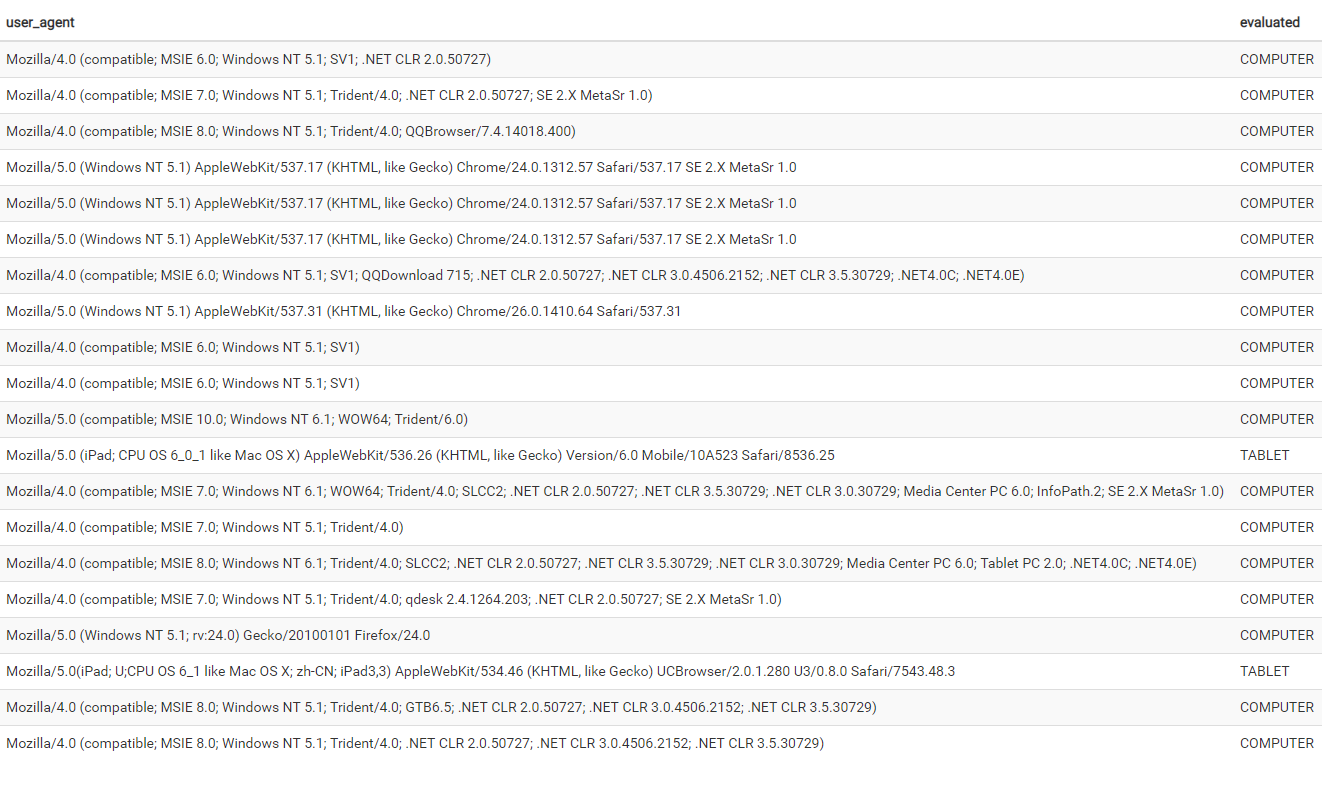 user_agent evaluated
Mozilla/4.0 (compatible; MSIE 6.0; Windows NT 5.1; SV1; .NET CLR 2.0.50727) COMPUTER
Mozilla/4.0 (compatible; MSIE 7.0; Windows NT 5.1; Trident/4.0; .NET CLR 2.0.50727; SE 2.X MetaSr 1.0) COMPUTER
Mozilla/4.0 (compatible; MSIE 8.0; Windows NT 5.1; Trident/4.0; QQBrowser/7.4.14018.400) COMPUTER
Mozilla/5.0 (Windows NT 5.1) AppleWebKit/537.17 (KHTML, like Gecko) Chrome/24.0.1312.57 Safari/537.17 SE 2.X MetaSr 1.0 COMPUTER
Mozilla/5.0 (Windows NT 5.1) AppleWebKit/537.17 (KHTML, like Gecko) Chrome/24.0.1312.57 Safari/537.17 SE 2.X MetaSr 1.0 COMPUTER
Mozilla/5.0 (Windows NT 5.1) AppleWebKit/537.17 (KHTML, like Gecko) Chrome/24.0.1312.57 Safari/537.17 SE 2.X MetaSr 1.0 COMPUTER
Mozilla/4.0 (compatible; MSIE 6.0; Windows NT 5.1; SV1; QQDownload 715; .NET CLR 2.0.50727; .NET CLR 3.0.4506.2152; .NET CLR 3.5.30729; .NET4.0C; .NET4.0E) COMPUTER
Mozilla/5.0 (Windows NT 5.1) AppleWebKit/537.31 (KHTML, like Gecko) Chrome/26.0.1410.64 Safari/537.31 COMPUTER
Mozilla/4.0 (compatible; MSIE 6.0; Windows NT 5.1; SV1) COMPUTER
Mozilla/4.0 (compatible; MSIE 6.0; Windows NT 5.1; SV1) COMPUTER
Mozilla/5.0 (compatible; MSIE 10.0; Windows NT 6.1; WOW64; Trident/6.0) COMPUTER
Mozilla/5.0 (iPad; CPU OS 6_0_1 like Mac OS X) AppleWebKit/536.26 (KHTML, like Gecko) Version/6.0 Mobile/10A523 Safari/8536.25 TABLET
Mozilla/4.0 (compatible; MSIE 7.0; Windows NT 6.1; WOW64; Trident/4.0; SLCC2; .NET CLR 2.0.50727; .NET CLR 3.5.30729; .NET CLR 3.0.30729; Media Center PC 6.0; InfoPath.2; SE 2.X MetaSr 1.0) COMPUTER
Mozilla/4.0 (compatible; MSIE 7.0; Windows NT 5.1; Trident/4.0) COMPUTER
Mozilla/4.0 (compatible; MSIE 8.0; Windows NT 6.1; Trident/4.0; SLCC2; .NET CLR 2.0.50727; .NET CLR 3.5.30729; .NET CLR 3.0.30729; Media Center PC 6.0; Tablet PC 2.0; .NET4.0C; .NET4.0E) COMPUTER
Mozilla/4.0 (compatible; MSIE 7.0; Windows NT 5.1; Trident/4.0; qdesk 2.4.1264.203; .NET CLR 2.0.50727; SE 2.X MetaSr 1.0) COMPUTER
Mozilla/5.0 (Windows NT 5.1; rv:24.0) Gecko/20100101 Firefox/24.0 COMPUTER
Mozilla/5.0(iPad; U;CPU OS 6_1 like Mac OS X; zh-CN; iPad3,3) AppleWebKit/534.46 (KHTML, like Gecko) UCBrowser/2.0.1.280 U3/0.8.0 Safari/7543.48.3 TABLET
Mozilla/4.0 (compatible; MSIE 8.0; Windows NT 5.1; Trident/4.0; GTB6.5; .NET CLR 2.0.50727; .NET CLR 3.0.4506.2152; .NET CLR 3.5.30729) COMPUTER
Mozilla/4.0 (compatible; MSIE 8.0; Windows NT 5.1; Trident/4.0; .NET CLR 2.0.50727; .NET CLR 3.0.4506.2152; .NET CLR 3.5.30729) COMPUTER